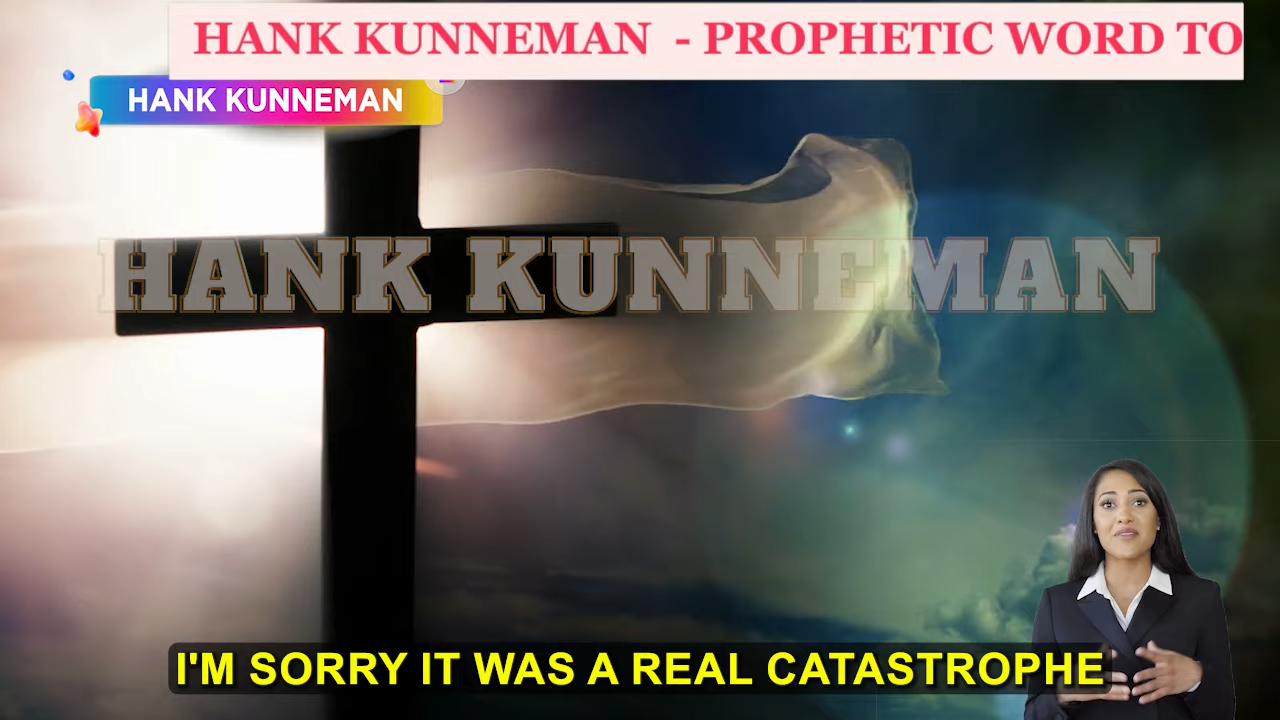 HANK KUNNEMAN - PROPHETIC WORD TO
HANK KUNNEMAN
HANK KUNNEMAN
I'M SORRY IT WAS A REAL CATASTROPHE